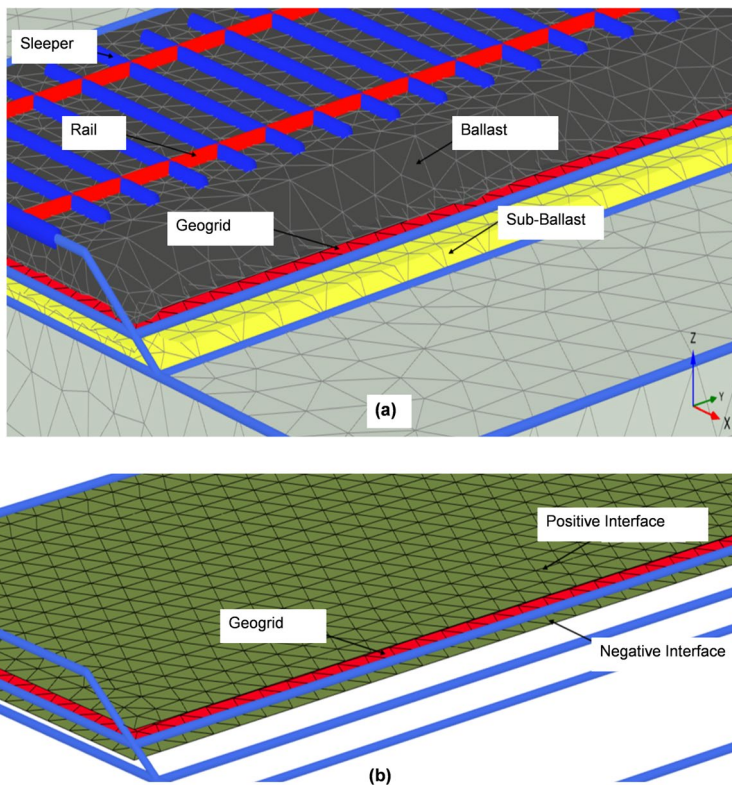 Sleeper
Rail
Ballast
Geogrid
Sub-Ballast
Z
Y
X
(a)
Positive Interface
Geogrid
Negative Interface
(b)